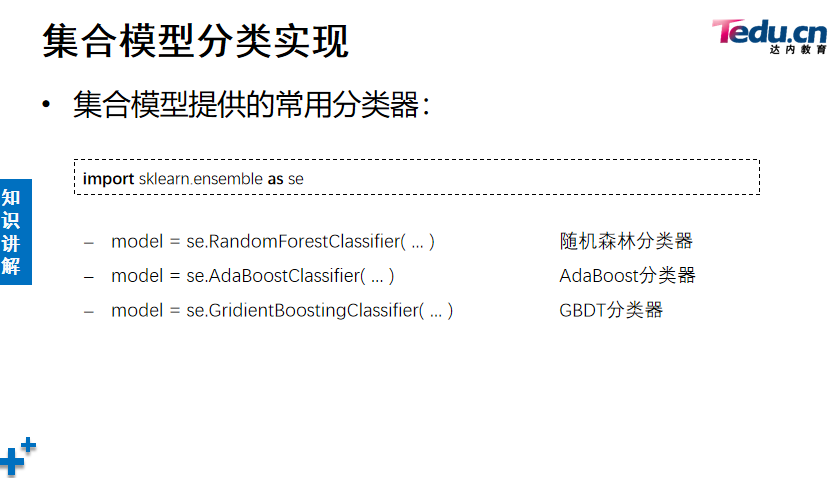 集合模型分类实现
Tedu.cn
达内教育
• 集合模型提供的常用分类器：
import sklearn.ensemble as se
知识讲解
– model = se.RandomForestClassifier( ... ) 随机森林分类器
– model = se.AdaBoostClassifier( ... ) AdaBoost分类器
– model = se.GridientBoostingClassifier( ... ) GBDT分类器